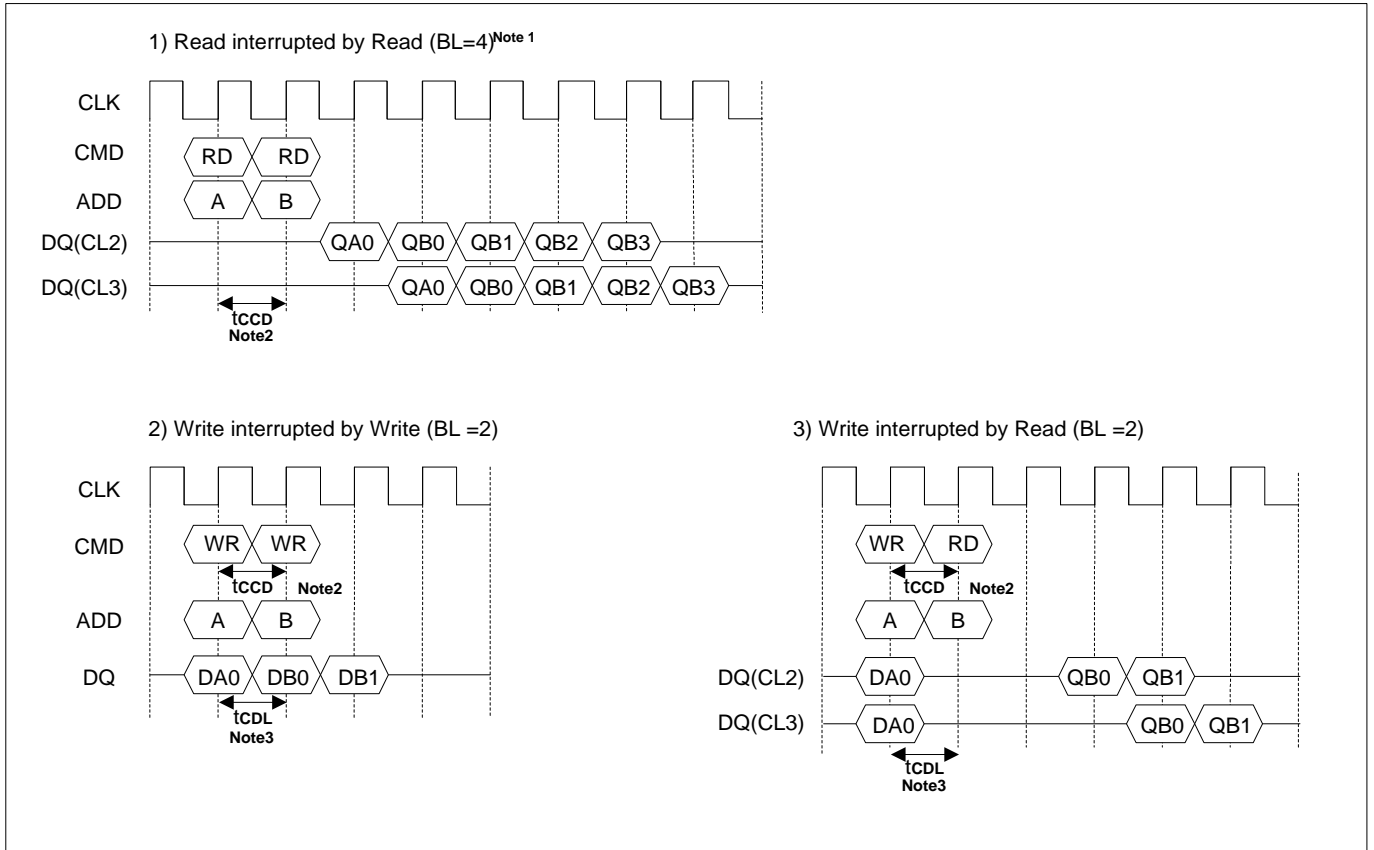 1) Read interrupted by Read (BL=4)Note 1
CLK
CMD RD RD
ADD A B
DQ(CL2) QA0 QB0 QB1 QB2 QB3
DQ(CL3) QA0 QB0 QB1 QB2 QB3
tCCD
Note2
2) Write interrupted by Write (BL =2)
CLK
CMD WR WR
tCCD Note2
ADD A B
DQ DA0 DB0 DB1
tCDL
Note3
3) Write interrupted by Read (BL =2)
WR RD
tCCD Note2
A B
DQ(CL2) DA0 QB0 QB1
DQ(CL3) DA0 QB0 QB1
tCDL
Note3